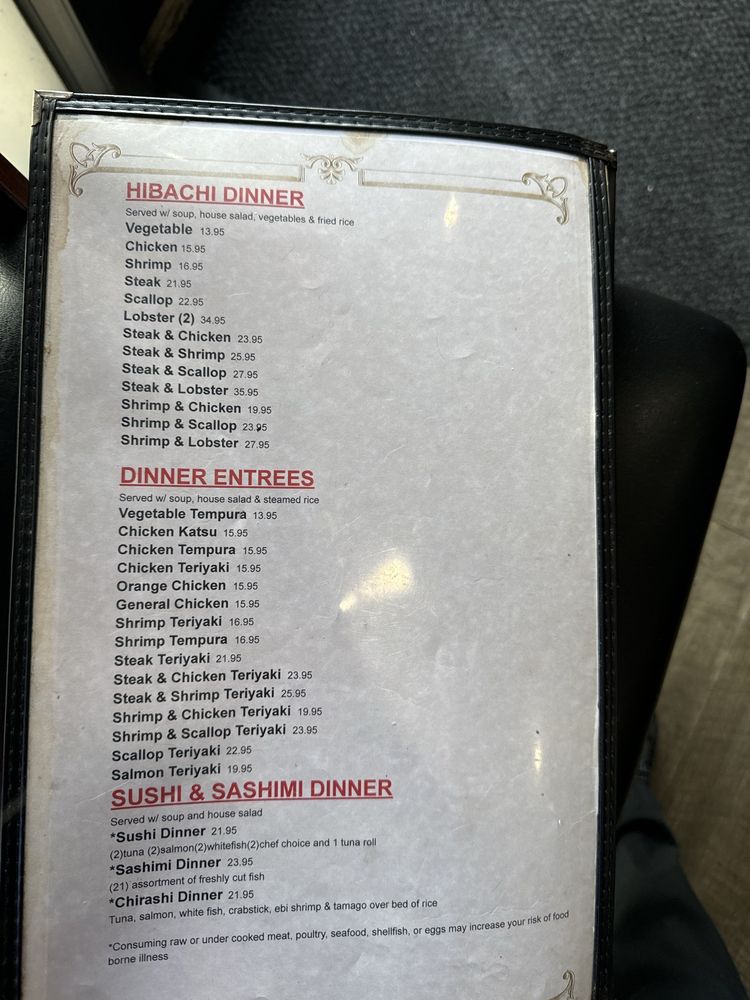 HIBACHI DINNER
Served w/ soup, house salad, vegetables & fried rice
Vegetable 13.95
Chicken 15.95
Shrimp 16.95
Steak 21.95
Scallop 22.95
Lobster (2) 34.95
Steak & Chicken 23.95
Steak & Shrimp 25.95
Steak & Scallop 27.95
Steak & Lobster 35.95
Shrimp & Chicken 19.95
Shrimp & Scallop 23.95
Shrimp & Lobster 27.95
DINNER ENTREES
Served w/ soup, house salad & steamed rice
Vegetable Tempura 13.95
Chicken Katsu 15.95
Chicken Tempura 15.95
Chicken Teriyaki 15.95
Orange Chicken 15.95
General Chicken 15.95
Shrimp Teriyaki 16.95
Shrimp Tempura 16.95
Steak Teriyaki 21.95
Steak & Chicken Teriyaki 23.95
Steak & Shrimp Teriyaki 25.95
Shrimp & Chicken Teriyaki 19.95
Shrimp & Scallop Teriyaki 23.95
Scallop Teriyaki 22.95
Salmon Teriyaki 19.95
SUSHI & SASHIMI DINNER
Served w/ soup and house salad
*Sushi Dinner 21.95
(2)tuna (2)salmon(2)whitefish(2)chef choice and 1 tuna roll
*Sashimi Dinner 23.95
(21) assortment of freshly cut fish
*Chirashi Dinner 21.95
Tuna, salmon, white fish, crabstick, ebi shrimp & tamago over bed of rice
*Consuming raw or under cooked meat, poultry, seafood, shellfish, or eggs may increase your risk of food
borne illness